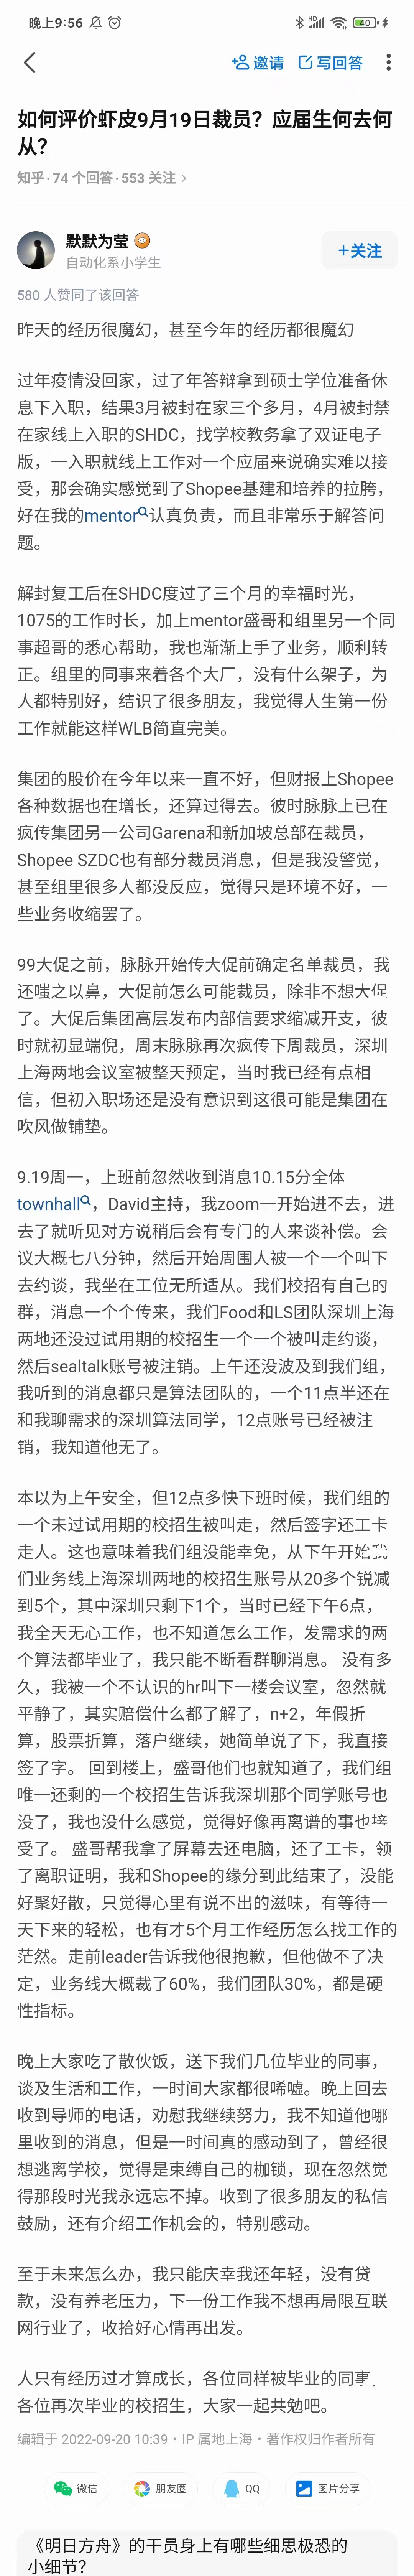 晚上9:56
HD
40
邀请 写回答
如何评价虾皮9月19日裁员？应届生何去何
从？
知乎·74 个回答·553 关注
默默为莹
自动化系小学生
+关注
580 人赞同了该回答
昨天的经历很魔幻，甚至今年的经历都很魔幻
过年疫情没回家，过了年答辩拿到硕士学位准备休
息下入职，结果3月被封在家三个多月，4月被封禁
在家线上入职的SHDC，找学校教务拿了双证电子
版，一入职就线上工作对一个应届来说确实难以接
受，那会确实感觉到了Shopee基建和培养的拉胯，
好在我的mentor认真负责，而且非常乐于解答问
题。
解封复工后在SHDC度过了三个月的幸福时光，
1075的工作时长，加上mentor盛哥和组里另一个同
事超哥的悉心帮助，我也渐渐上手了业务，顺利转
正。组里的同事来着各个大厂，没有什么架子，为
人都特别好，结识了很多朋友，我觉得人生第一份
工作就能这样WLB简直完美。
集团的股价在今年以来一直不好，但财报上Shopee
各种数据也在增长，还算过得去。彼时脉脉上已在
疯传集团另一公司Garena和新加坡总部在裁员，
Shopee SZDC也有部分裁员消息，但是我没警觉，
甚至组里很多人都没反应，觉得只是环境不好，一
些业务收缩罢了。
99大促之前，脉脉开始传大促前确定名单裁员，我
还嗤之以鼻，大促前怎么可能裁员，除非不想大促
了。大促后集团高层发布内部信要求缩减开支，彼
时就初显端倪，周末脉脉再次疯传下周裁员，深圳
上海两地会议室被整天预定，当时我已经有点相
信，但初入职场还是没有意识到这很可能是集团在
吹风做铺垫。
9.19周一，上班前忽然收到消息10.15分全体
townhall，David主持，我zoom一开始进不去，进
去了就听见对方说稍后会有专门的人来谈补偿。会
议大概七八分钟，然后开始周围人被一个一个叫下
去约谈，我坐在工位无所适从。我们校招有自己的
群，消息一个个传来，我们Food和LS团队深圳上海
两地还没过试用期的校招生一个一个被叫走约谈，
然后sealtalk账号被注销。上午还没波及到我们组，
我听到的消息都只是算法团队的，一个11点半还在
和我聊需求的深圳算法同学，12点账号已经被注
销，我知道他无了。
本以为上午安全，但12点多快下班时候，我们组的
一个未过试用期的校招生被叫走，然后签字还工卡
走人。这也意味着我们组没能幸免，从下午开始我
们业务线上海深圳两地的校招生账号从20多个锐减
到5个，其中深圳只剩下1个，当时已经下午6点，
我全天无心工作，也不知道怎么工作，发需求的两
个算法都毕业了，我只能不断看群聊消息。 没有多
久，我被一个不认识的hr叫下一楼会议室，忽然就
平静了，其实赔偿什么都了解了，n+2，年假折
算，股票折算，落户继续，她简单说了下，我直接
签了字。 回到楼上，盛哥他们也就知道了，我们组
唯一还剩的一个校招生告诉我深圳那个同学账号也
没了，我也没什么感觉，觉得好像再离谱的事也接
受了。 盛哥帮我拿了屏幕去还电脑，还了工卡，领
了离职证明，我和Shopee的缘分到此结束了，没能
好聚好散，只觉得心里有说不出的滋味，有等待一
天下来的轻松，也有才5个月工作经历怎么找工作的
茫然。走前leader告诉我他很抱歉，但他做不了决
定，业务线大概裁了60%，我们团队30%，都是硬
性指标。
晚上大家吃了散伙饭，送下我们几位毕业的同事，
谈及生活和工作，一时间大家都很唏嘘。晚上回去
收到导师的电话，劝慰我继续努力，我不知道他哪
里收到的消息，但是一时间真的感动到了，曾经很
想逃离学校，觉得是束缚自己的枷锁，现在忽然觉
得那段时光我永远忘不掉。收到了很多朋友的私信
鼓励，还有介绍工作机会的，特别感动。
至于未来怎么办，我只能庆幸我还年轻，没有贷
款，没有养老压力，下一份工作我不想再局限互联
网行业了，收拾好心情再出发。
人只有经历过才算成长，各位同样被毕业的同事，
各位再次毕业的校招生，大家一起共勉吧。
编辑于 2022-09-20 10:39·IP 属地上海·著作权归作者所有
微信 朋友圈 QQ 图片分享
《明日方舟》的干员身上有哪些细思极恐的
小细节？